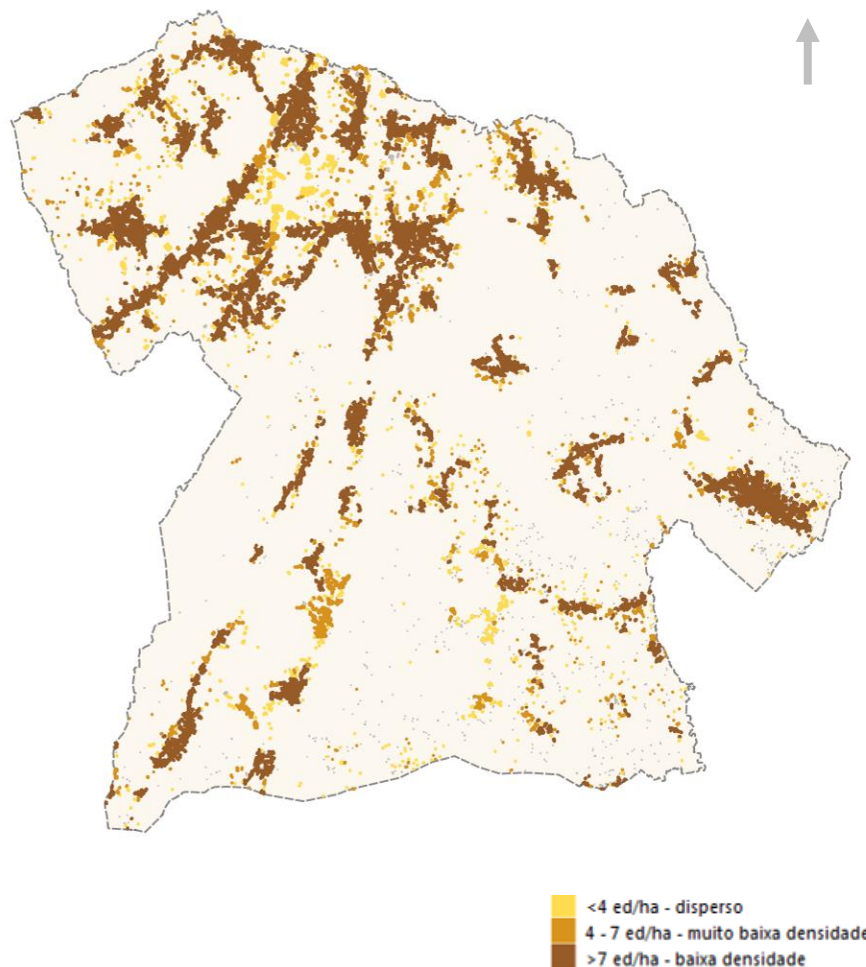 <4 ed/ha - disperso
4 - 7 ed/ha - muito baixa densidade
>7 ed/ha - baixa densidade